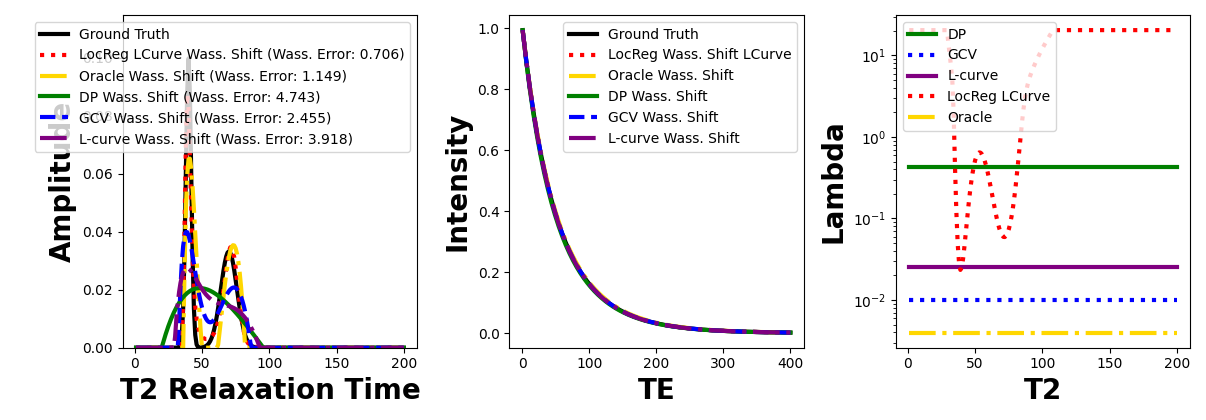 Ground Truth
LocReg LCurve Wass. Shift (Wass. Error: 0.706)
Oracle Wass. Shift (Wass. Error: 1.149)
DP Wass. Shift (Wass. Error: 4.743)
GCV Wass. Shift (Wass. Error: 2.455)
L-curve Wass. Shift (Wass. Error: 3.918)
Amplitude
0.06
0.04
0.02
0.00
0
50
100
150
200
T2 Relaxation Time
Ground Truth
LocReg Wass. Shift LCurve
Oracle Wass. Shift
DP Wass. Shift
GCV Wass. Shift
L-curve Wass. Shift
Intensity
1.0
0.8
0.6
0.4
0.2
0.0
0
100
200
300
400
TE
DP
GCV
L-curve
LocReg LCurve
Oracle
Lambda
10¹
10⁰
10⁻¹
10⁻²
0
50
100
150
200
T2